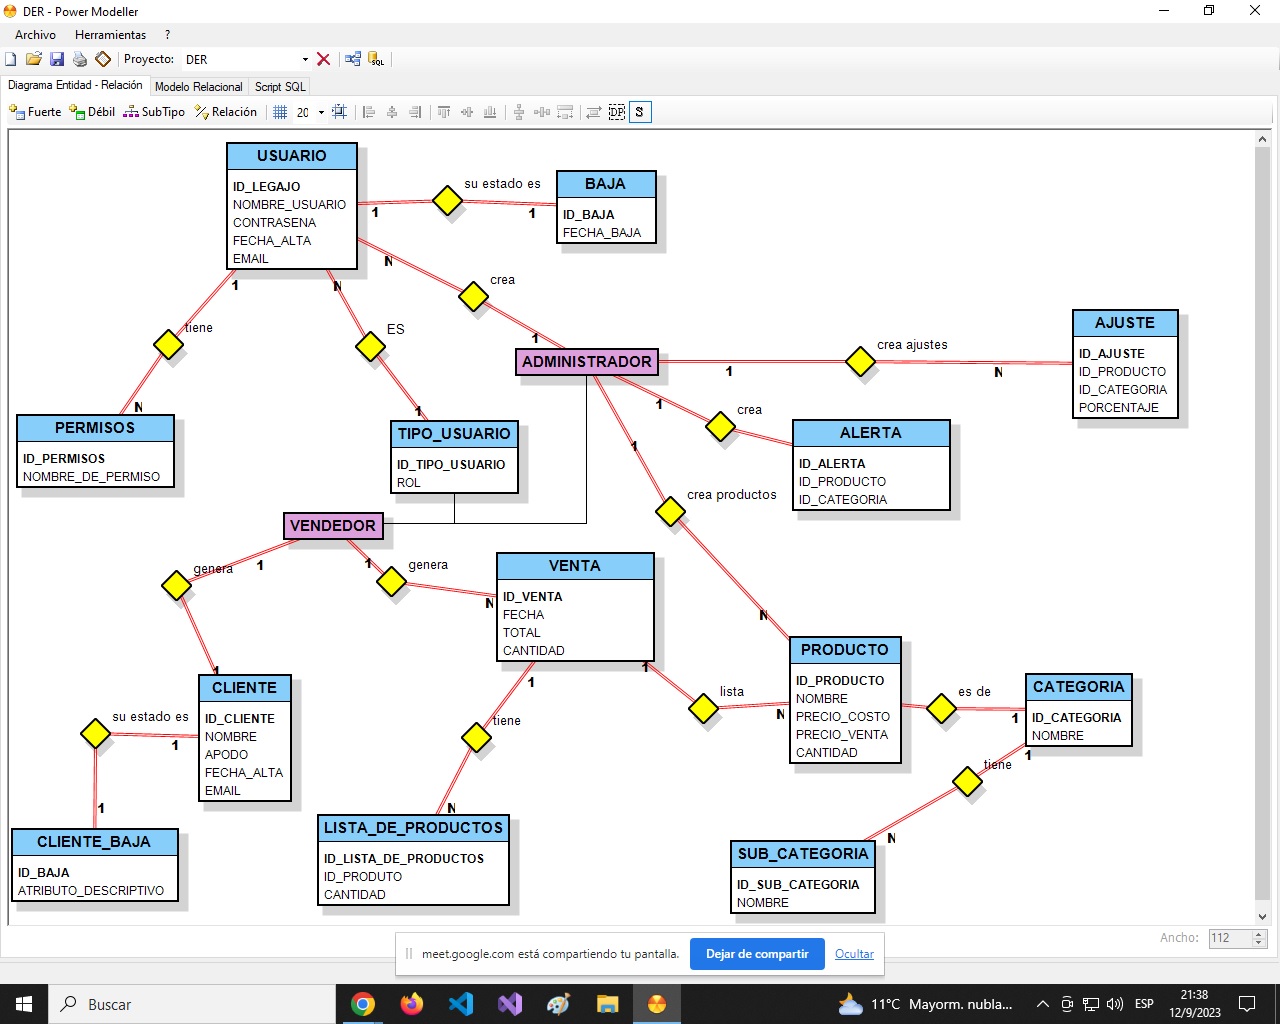 DER - Power Modeller
Archivo Herramientas ?
Proyecto: DER
SQL
Diagrama Entidad - Relación Modelo Relacional Script SQL
Fuerte Débil SubTipo Relación 20 DF S
USUARIO
ID_LEGAJO
NOMBRE_USUARIO
CONTRASENA
FECHA_ALTA
EMAIL
1
su estado es
1
BAJA
ID_BAJA
FECHA_BAJA
N
crea
1
1
tiene
N
N
ES
1
ADMINISTRADOR
1
crea ajustes
N
AJUSTE
ID_AJUSTE
ID_PRODUCTO
ID_CATEGORIA
PORCENTAJE
PERMISOS
ID_PERMISOS
NOMBRE_DE_PERMISO
TIPO_USUARIO
ID_TIPO_USUARIO
ROL
1
crea
ALERTA
ID_ALERTA
ID_PRODUCTO
ID_CATEGORIA
1
crea productos
N
VENDEDOR
1
genera
1
1
genera
N
VENTA
ID_VENTA
FECHA
TOTAL
CANTIDAD
1
lista
N
PRODUCTO
ID_PRODUCTO
NOMBRE
PRECIO_COSTO
PRECIO_VENTA
CANTIDAD
es de
1
CATEGORIA
ID_CATEGORIA
NOMBRE
1
tiene
N
CLIENTE
ID_CLIENTE
NOMBRE
APODO
FECHA_ALTA
EMAIL
su estado es
1
1
1
tiene
N
CLIENTE_BAJA
ID_BAJA
ATRIBUTO_DESCRIPTIVO
LISTA_DE_PRODUCTOS
ID_LISTA_DE_PRODUCTOS
ID_PRODUTO
CANTIDAD
SUB_CATEGORIA
ID_SUB_CATEGORIA
NOMBRE
Ancho: 112
meet.google.com está compartiendo tu pantalla. Dejar de compartir Ocultar
Buscar
11°C Mayorm. nubla...
ESP
21:38
12/9/2023